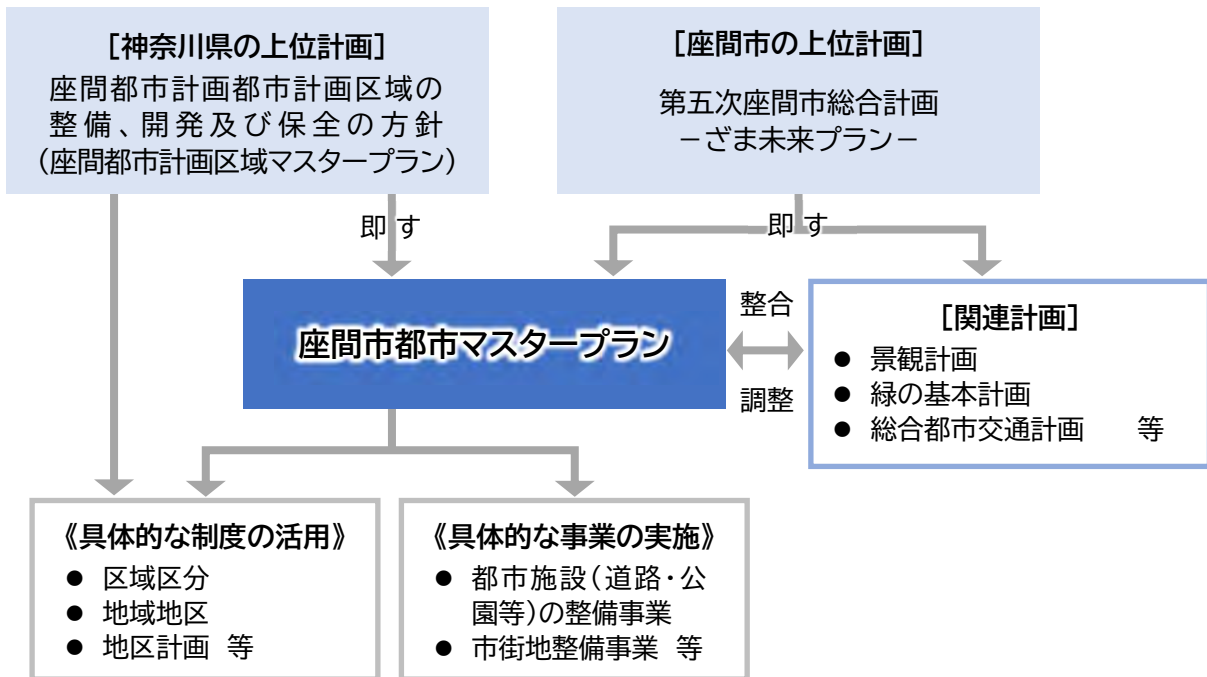 ［神奈川県の上位計画］
座間都市計画都市計画区域の
整備、開発及び保全の方針
（座間都市計画区域マスタープラン）
［座間市の上位計画］
第五次座間市総合計画
－ざま未来プラン－
即す
即す
座間市都市マスタープラン
整合
調整
［関連計画］
● 景観計画
● 緑の基本計画
● 総合都市交通計画　等
《具体的な制度の活用》
● 区域区分
● 地域地区
● 地区計画 等
《具体的な事業の実施》
● 都市施設（道路・公
園等）の整備事業
● 市街地整備事業 等